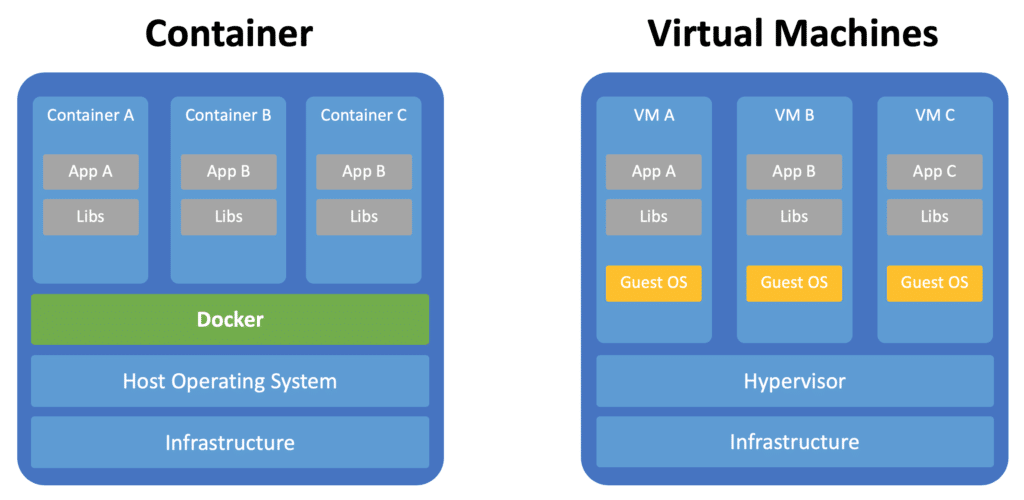 Container
Container A
Container B
Container C
App A
App B
App B
Libs
Libs
Libs
Docker
Host Operating System
Infrastructure
Virtual Machines
VM A
VM B
VM C
App A
App B
App C
Libs
Libs
Libs
Guest OS
Guest OS
Guest OS
Hypervisor
Infrastructure